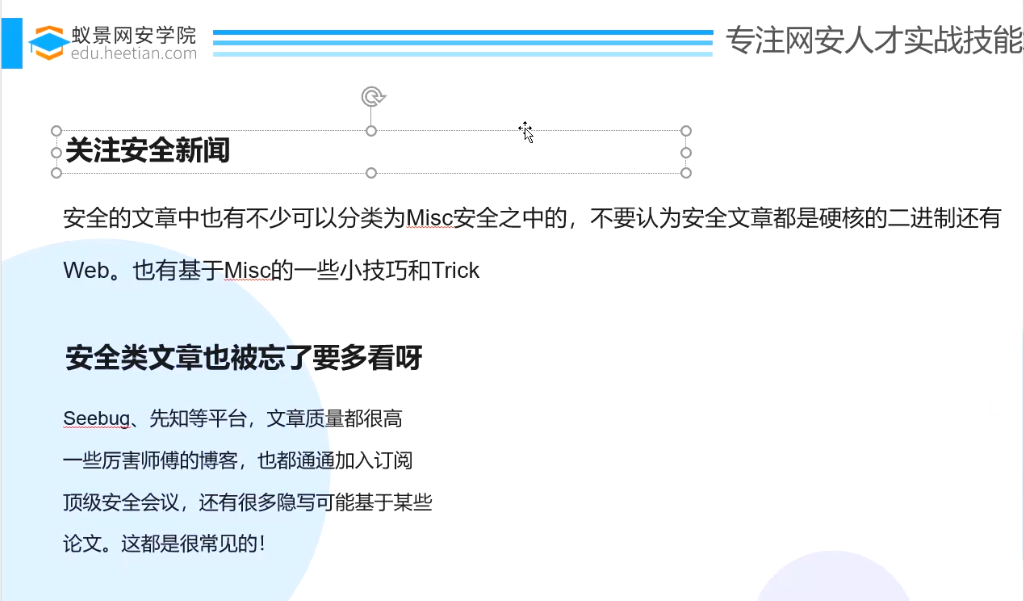 蚁景网安学院
edu.heetian.com
专注网安人才实战技能
关注安全新闻
安全的文章中也有不少可以分类为Misc安全之中的，不要认为安全文章都是硬核的二进制还有
Web。也有基于Misc的一些小技巧和Trick
安全类文章也被忘了要多看呀
Seebug、先知等平台，文章质量都很高
一些厉害师傅的博客，也都通通加入订阅
顶级安全会议，还有很多隐写可能基于某些
论文。这都是很常见的！